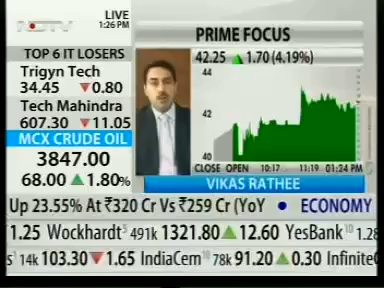 NDTV
LIVE
1:26 PM
PRIME FOCUS
TOP 6 IT LOSERS
Trigyn Tech
34.45 ▼0.80
Tech Mahindra
607.30 ▼11.05
MCX CRUDE OIL
3847.00
68.00 ▲1.80%
42.25 ▲ 1.70 (4.19%)
44
42
40
CLOSE OPEN 10:17 11:19 01:24 PM
VIKAS RATHEE
Up 23.55% At ₹320 Cr Vs ₹259 Cr (YoY ● ECONOMY
1.25 Wockhardt 491k 1321.80 ▲ 12.60 YesBank 1.28
14k 103.30 ▼ 1.65 IndiaCem 78k 91.20 ▲ 0.30 Infinite